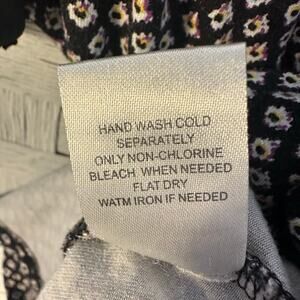 HAND WASH COLD
SEPARATELY
ONLY NON-CHLORINE
BLEACH WHEN NEEDED
FLAT DRY
WATM IRON IF NEEDED